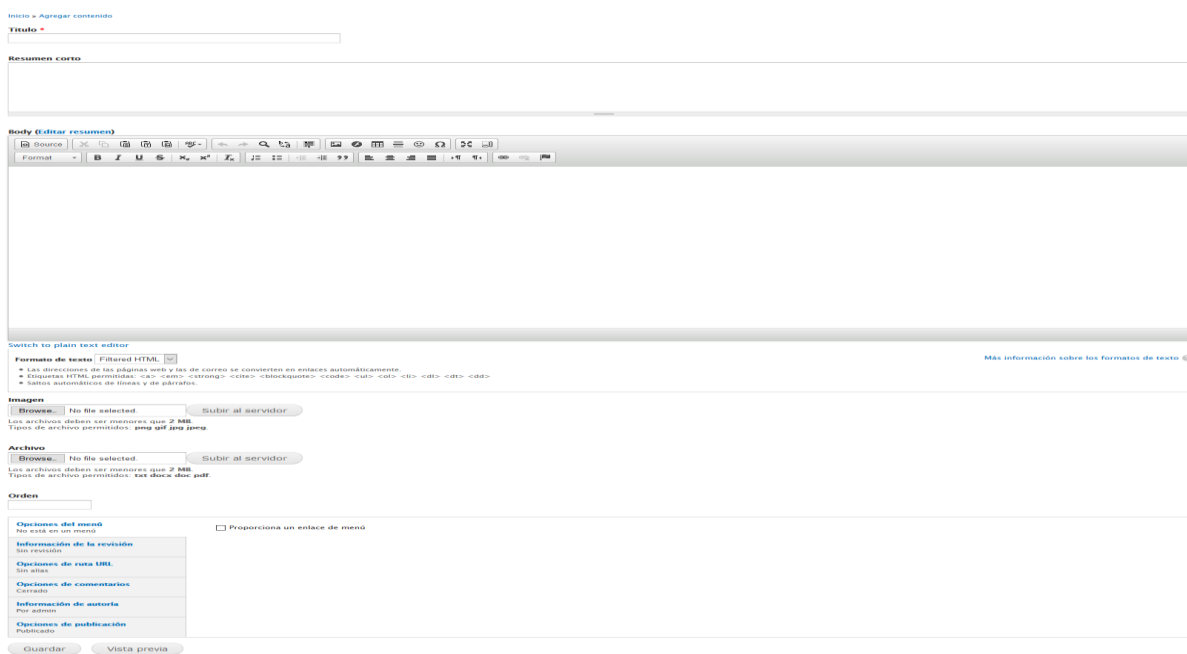 Inicio » Agregar contenido
Titulo *
Resumen corto
Body (Editar resumen)
Source
Format B I U S x₂ x² Tx
Switch to plain text editor
Formato de texto Filtered HTML Más información sobre los formatos de texto
Las direcciones de las páginas web y las de correo se convierten en enlaces automáticamente.
Etiquetas HTML permitidas: <a> <em> <strong> <cite> <blockquote> <code> <ul> <ol> <li> <dl> <dt> <dd>
Saltos automáticos de líneas y de párrafos.
Imagen
Browse.. No file selected. Subir al servidor
Los archivos deben ser menores que 2 MB.
Tipos de archivo permitidos: png gif jpg jpeg.
Archivo
Browse.. No file selected. Subir al servidor
Los archivos deben ser menores que 2 MB.
Tipos de archivo permitidos: txt docx doc pdf.
Orden
Opciones del menú
No está en un menú
Proporciona un enlace de menú
Información de la revisión
Sin revisión
Opciones de ruta URL
Sin alias
Opciones de comentarios
Cerrado
Información de autoría
Por admin
Opciones de publicación
Publicado
Guardar Vista previa